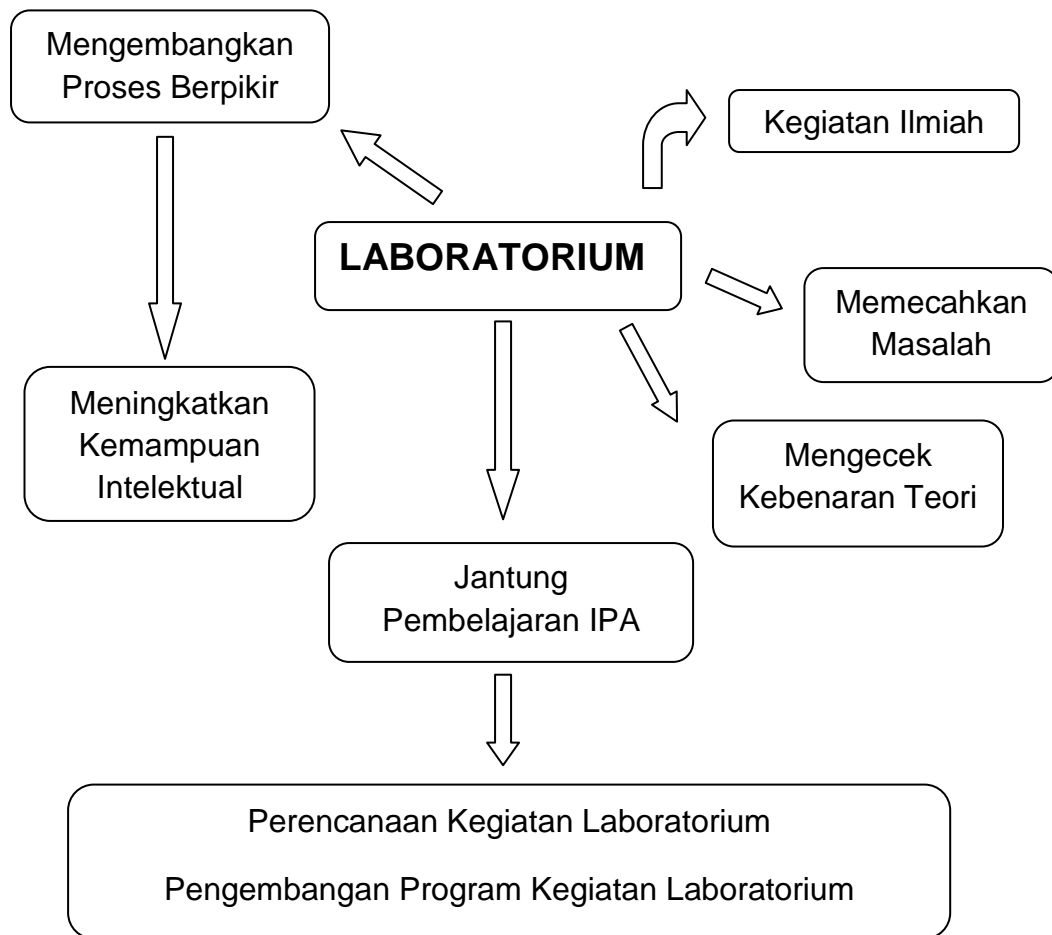 Mengembangkan
Proses Berpikir
Kegiatan Ilmiah
LABORATORIUM
Memecahkan
Masalah
Meningkatkan
Kemampuan
Intelektual
Mengecek
Kebenaran Teori
Jantung
Pembelajaran IPA
Perencanaan Kegiatan Laboratorium
Pengembangan Program Kegiatan Laboratorium